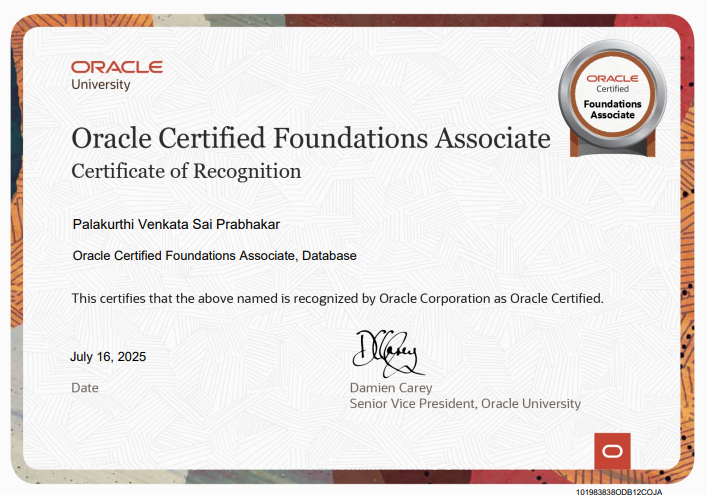 ORACLE
University
ORACLE
Certified
Foundations
Associate
Oracle Certified Foundations Associate
Certificate of Recognition
Palakurthi Venkata Sai Prabhakar
Oracle Certified Foundations Associate, Database
This certifies that the above named is recognized by Oracle Corporation as Oracle Certified.
July 16, 2025
Date
DCarey
Damien Carey
Senior Vice President, Oracle University
101983838ODB12COJA